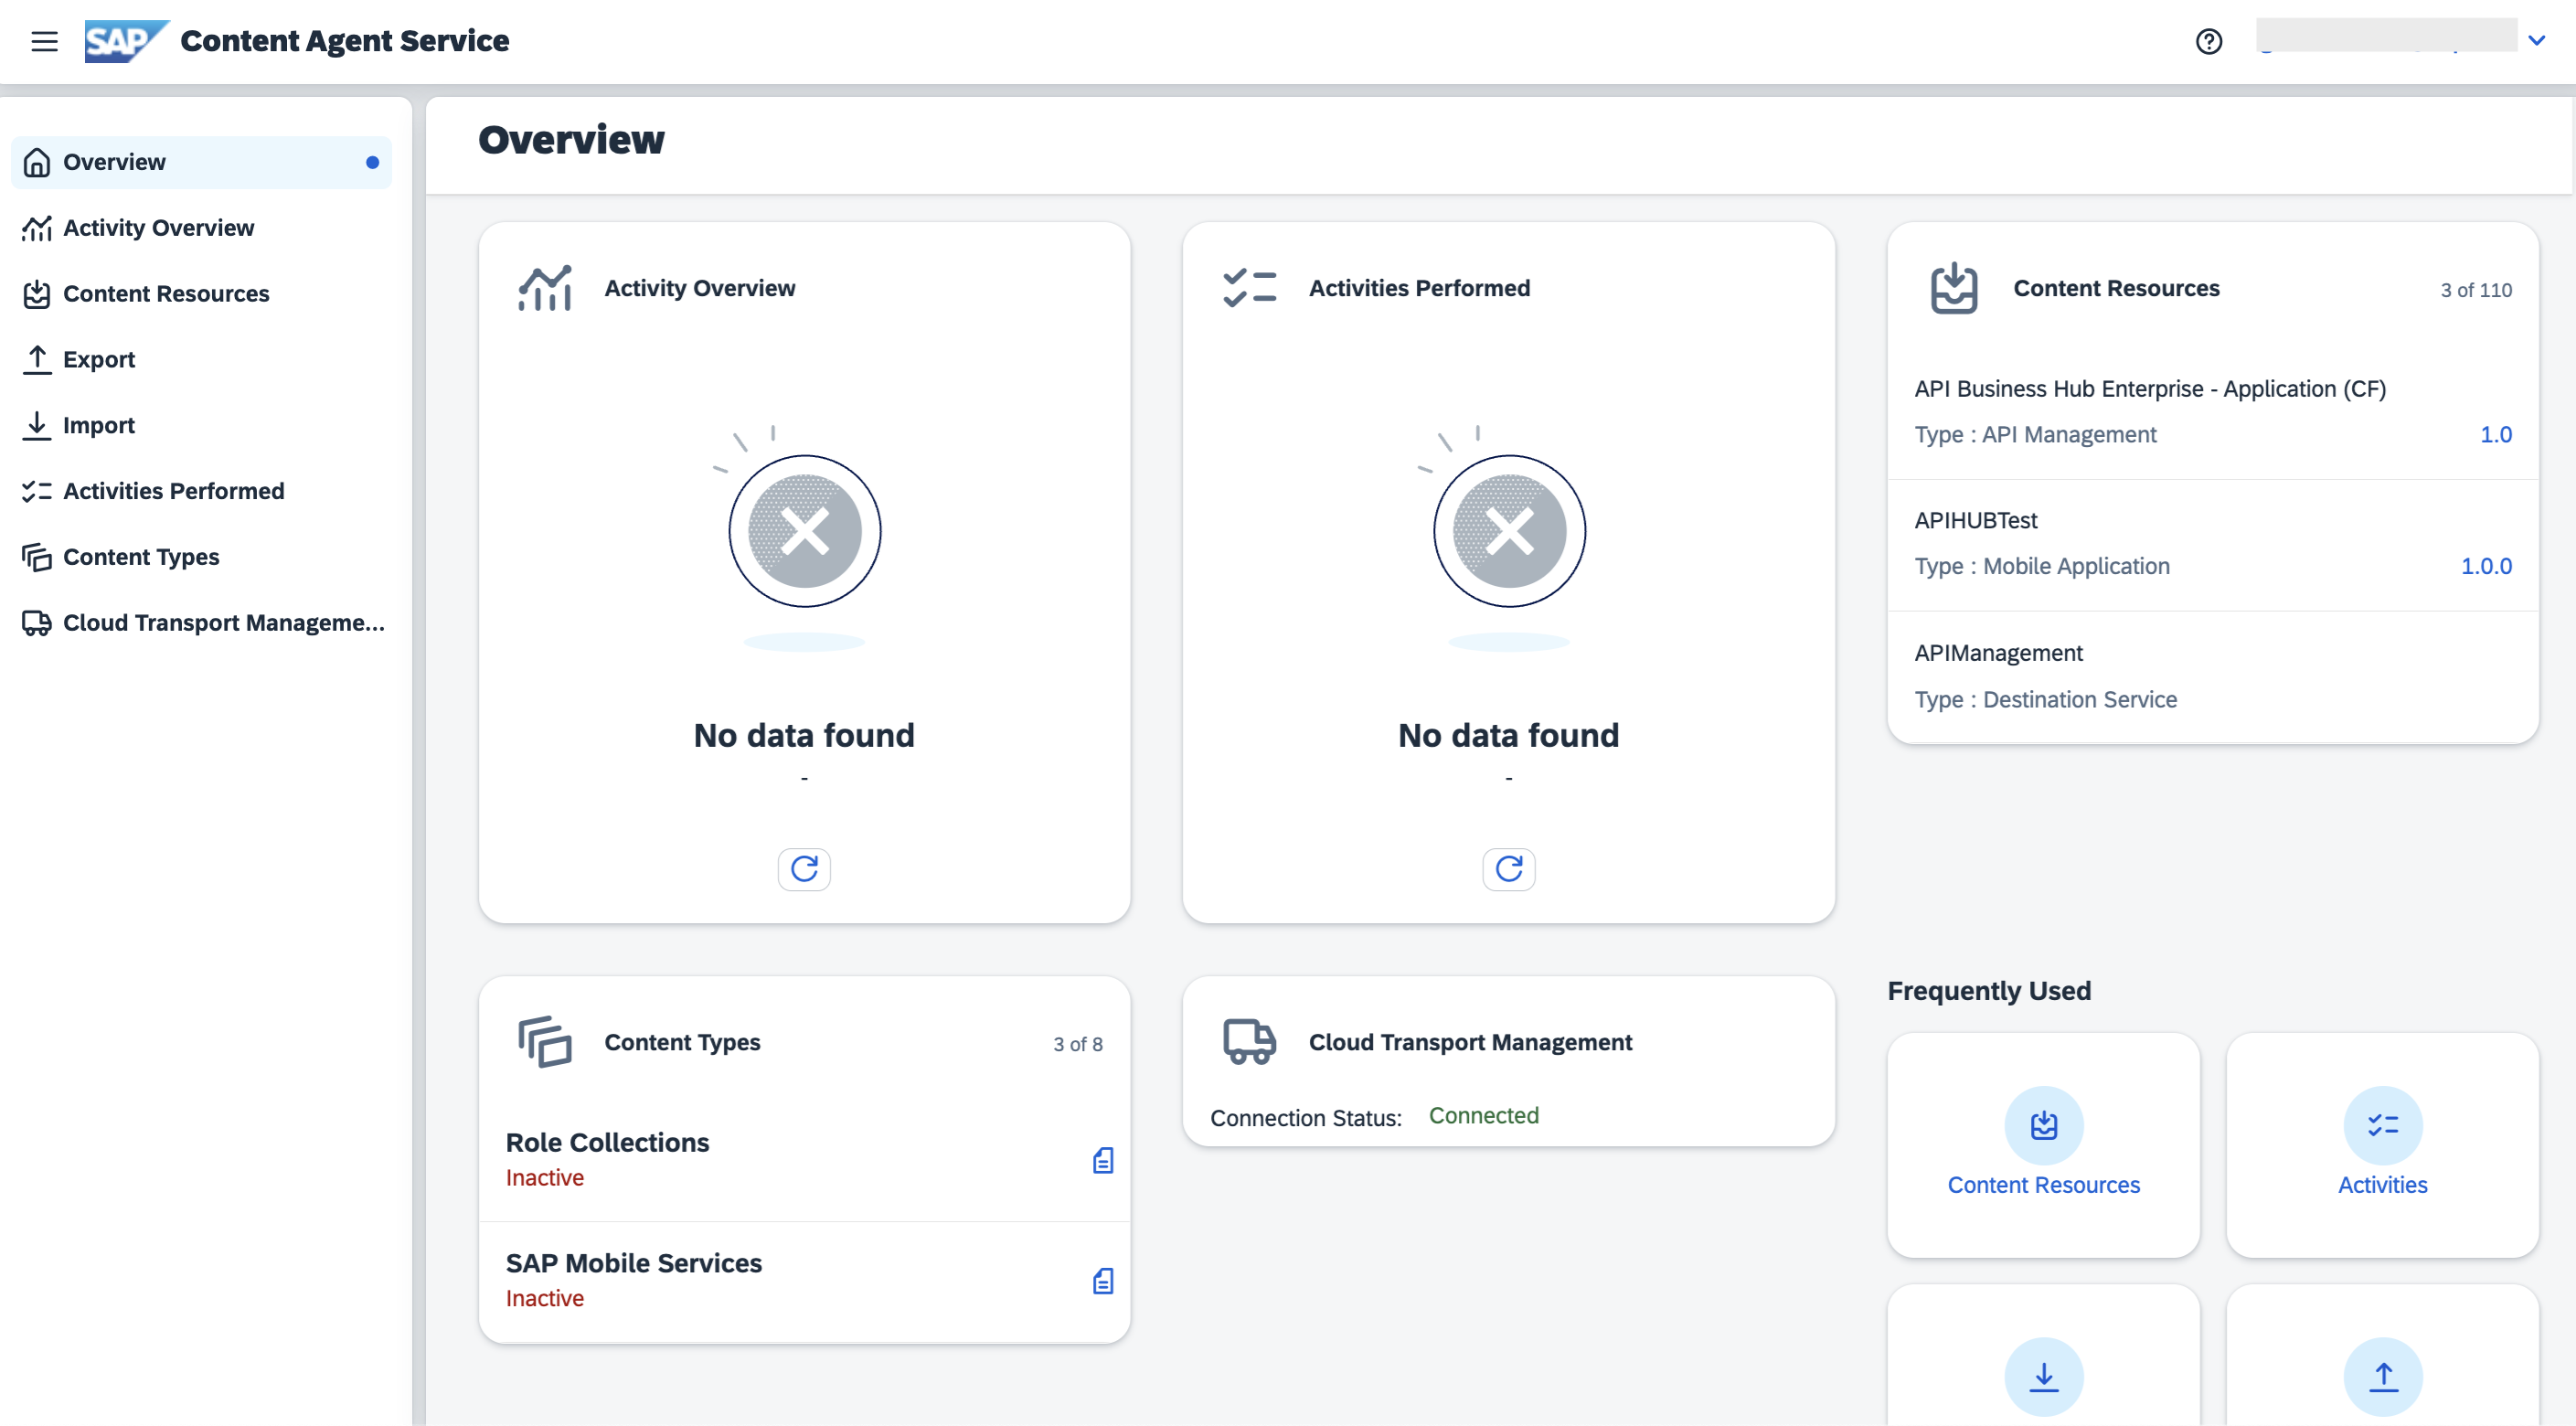 SAP Content Agent Service
Overview
Activity Overview
Content Resources
Export
Import
Activities Performed
Content Types
Cloud Transport Manageme...
Overview
Activity Overview
No data found
-
Activities Performed
No data found
-
Content Resources 3 of 110
API Business Hub Enterprise - Application (CF)
Type : API Management 1.0
APIHUBTest
Type : Mobile Application 1.0.0
APIManagement
Type : Destination Service
Content Types 3 of 8
Role Collections
Inactive
SAP Mobile Services
Inactive
Cloud Transport Management
Connection Status: Connected
Frequently Used
Content Resources
Activities